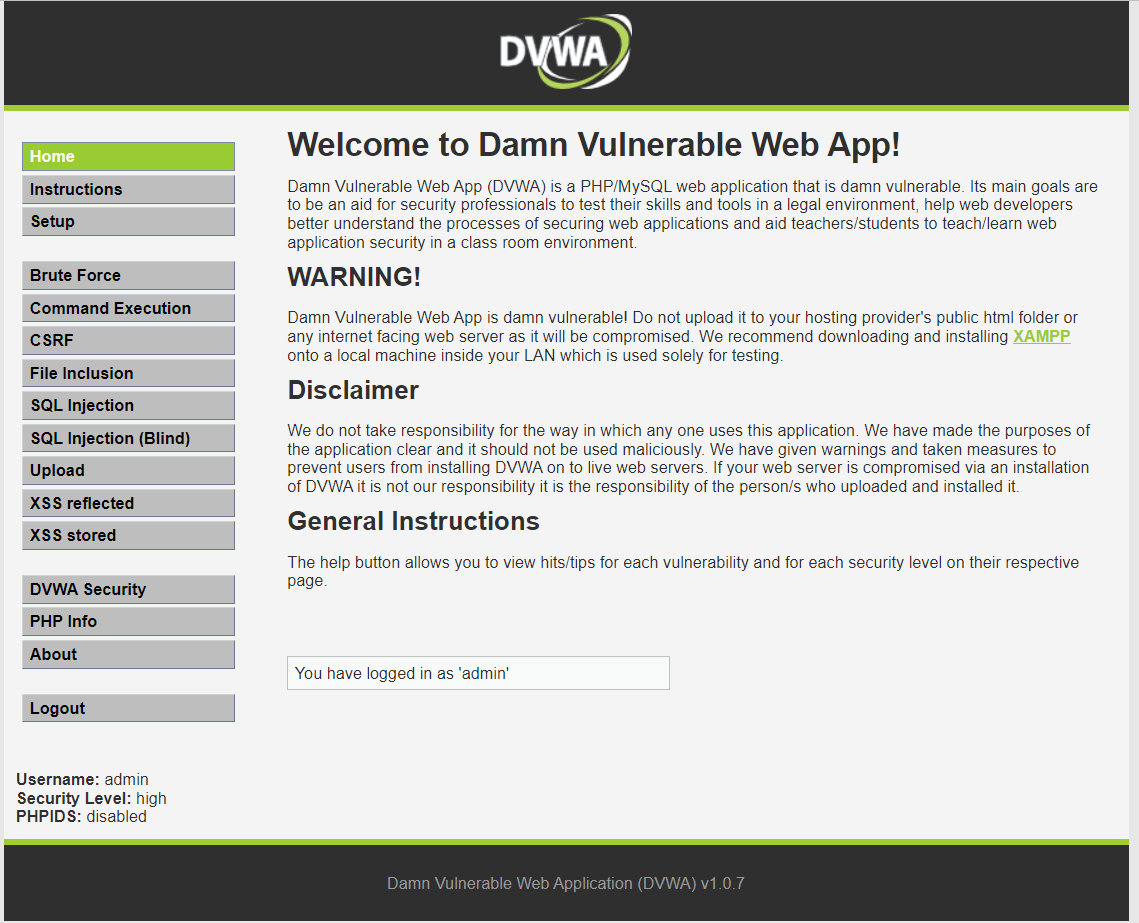 DVWA
Home
Instructions
Setup
Brute Force
Command Execution
CSRF
File Inclusion
SQL Injection
SQL Injection (Blind)
Upload
XSS reflected
XSS stored
DVWA Security
PHP Info
About
Logout
Username: admin
Security Level: high
PHPIDS: disabled
Welcome to Damn Vulnerable Web App!
Damn Vulnerable Web App (DVWA) is a PHP/MySQL web application that is damn vulnerable. Its main goals are
to be an aid for security professionals to test their skills and tools in a legal environment, help web developers
better understand the processes of securing web applications and aid teachers/students to teach/learn web
application security in a class room environment.
WARNING!
Damn Vulnerable Web App is damn vulnerable! Do not upload it to your hosting provider's public html folder or
any internet facing web server as it will be compromised. We recommend downloading and installing XAMPP
onto a local machine inside your LAN which is used solely for testing.
Disclaimer
We do not take responsibility for the way in which any one uses this application. We have made the purposes of
the application clear and it should not be used maliciously. We have given warnings and taken measures to
prevent users from installing DVWA on to live web servers. If your web server is compromised via an installation
of DVWA it is not our responsibility it is the responsibility of the person/s who uploaded and installed it.
General Instructions
The help button allows you to view hits/tips for each vulnerability and for each security level on their respective
page.
You have logged in as 'admin'
Damn Vulnerable Web Application (DVWA) v1.0.7